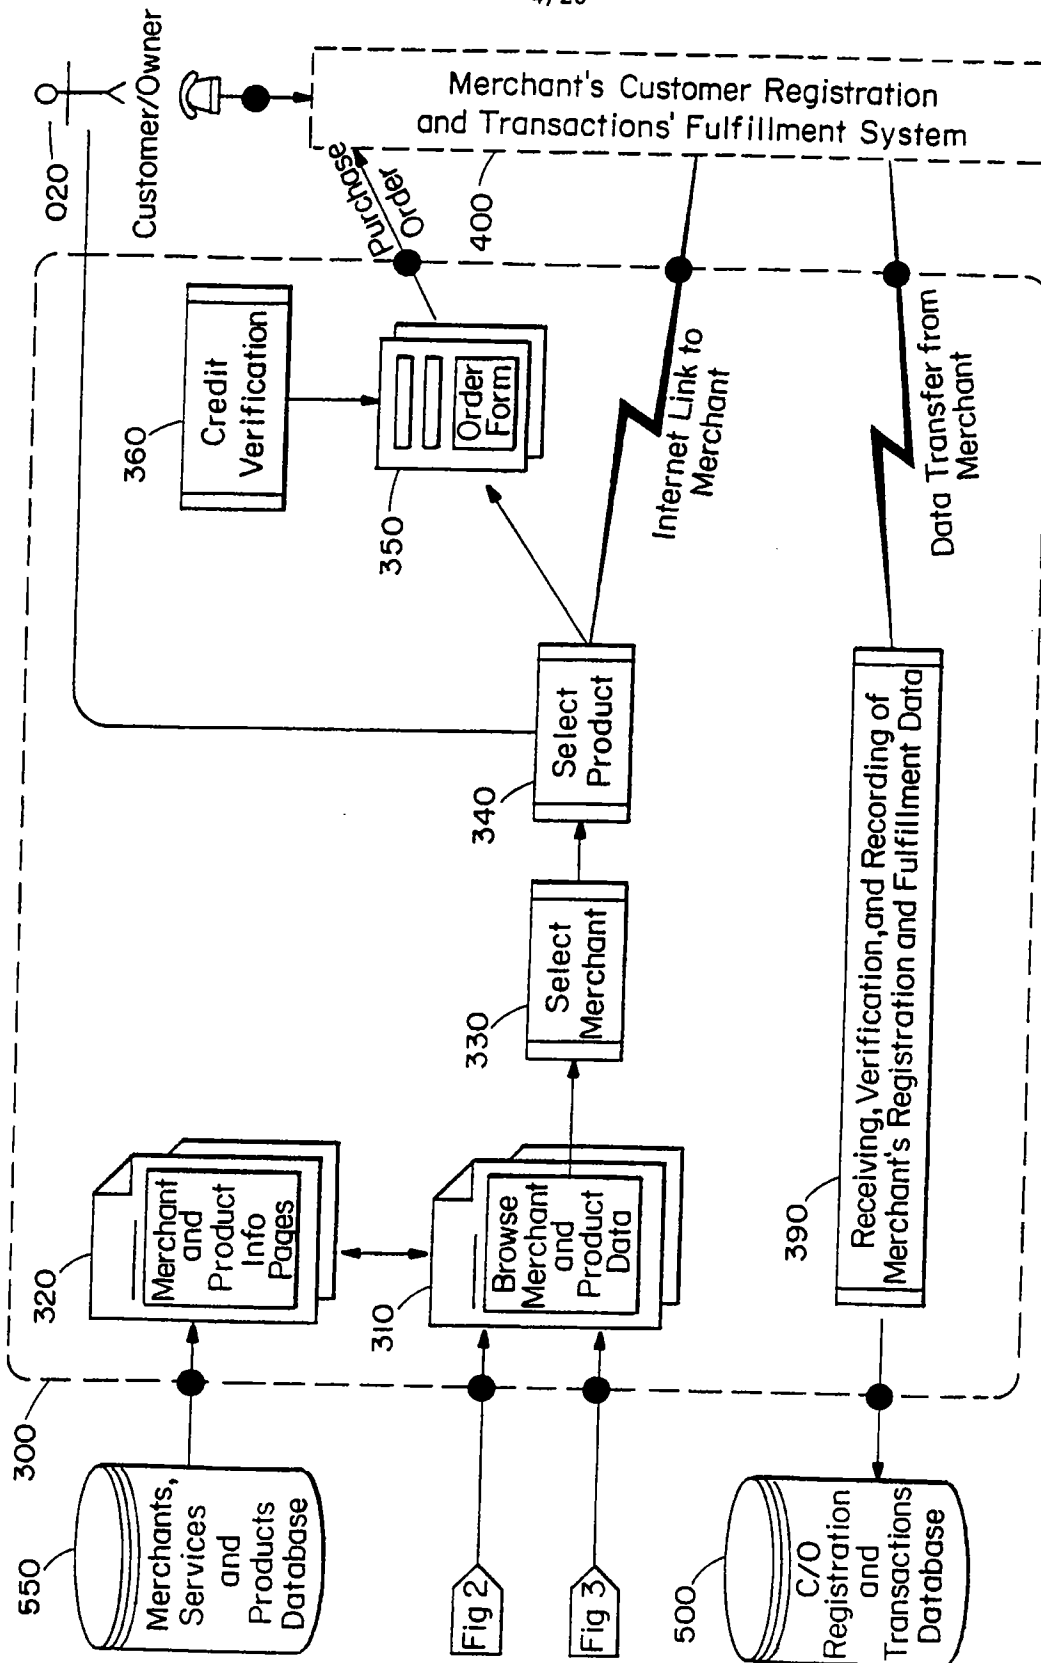 4/20
020
Customer/Owner
Merchant's Customer Registration
and Transactions' Fulfillment System
400
Purchase
Order
360
Credit
Verification
350
Order
Form
Internet Link to
Merchant
Data Transfer from
Merchant
340
Select
Product
330
Select
Merchant
320
Merchant
and
Product
Info
Pages
310
Browse
Merchant
and
Product
Data
390
Receiving, Verification, and Recording of
Merchant's Registration and Fulfillment Data
300
550
Merchants,
Services
and
Products
Database
Fig 2
Fig 3
500
C/O
Registration
and
Transactions
Database